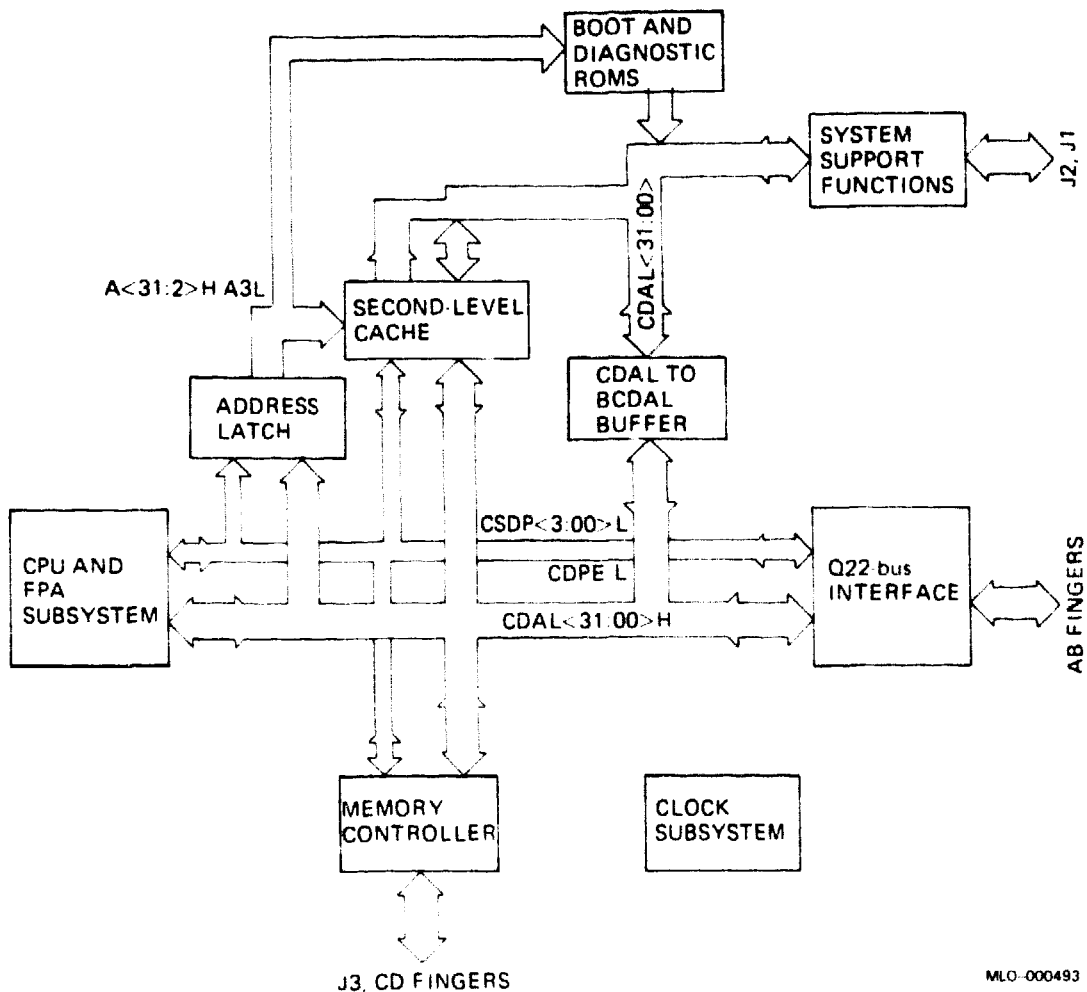 BOOT AND
DIAGNOSTIC
ROMS
SYSTEM
SUPPORT
FUNCTIONS
J2, J1
CDAL<31:00>
A<31:2>H A3L
SECOND-LEVEL
CACHE
CDAL TO
BCDAL
BUFFER
ADDRESS
LATCH
CPU AND
FPA
SUBSYSTEM
CSDP<3:00>L
CDPE L
CDAL<31:00>H
Q22-bus
INTERFACE
AB FINGERS
MEMORY
CONTROLLER
CLOCK
SUBSYSTEM
J3, CD FINGERS
MLO-000493